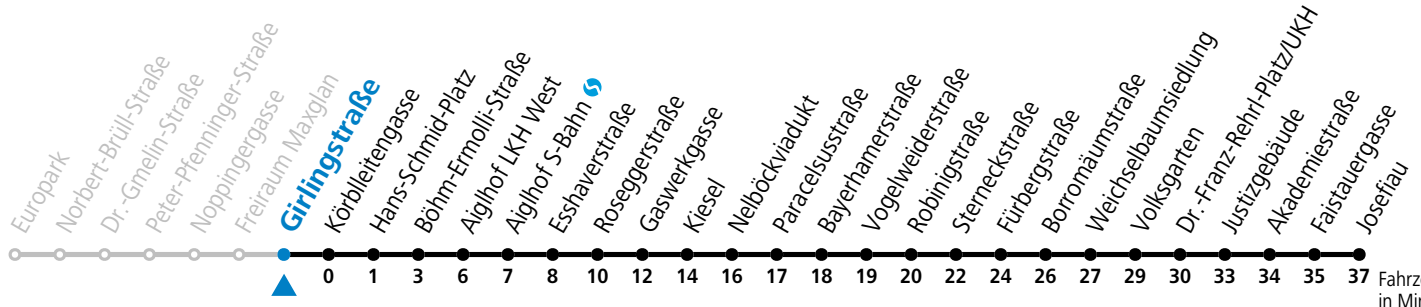 Europark
Norbert-Brüll-Straße
Dr.-Gmelin-Straße
Peter-Pfenninger-Straße
Noppingergasse
Freiraum Maxglan
Girlingstraße
Körblleitengasse
Hans-Schmid-Platz
Böhm-Ermolli-Straße
Aiglhof LKH West
Aiglhof S-Bahn
Esshaverstraße
Roseggerstraße
Gaswerkgasse
Kiesel
Nelböckviadukt
Paracelsusstraße
Bayerhamerstraße
Vogelweiderstraße
Robinigstraße
Sterneckstraße
Fürbergstraße
Borromäumstraße
Weichselbaumsiedlung
Volksgarten
Dr.-Franz-Rehrl-Platz/UKH
Justizgebäude
Akademiestraße
Faistauergasse
Josefiau
0 1 3 6 7 8 10 12 14 16 17 18 19 20 22 24 26 27 29 30 33 34 35 37 Fahrz
in Min